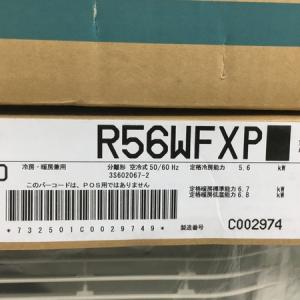 R56WFXP■
冷房・暖房兼用 分離形 空冷式 50/60 Hz 定格冷房能力 5.6 kW
3S602067-2
このバーコードは、POS用ではありません 定格暖房標準能力 6.7 kW
定格暖房低温能力 6.8 kW
*732501C0029749* 製造番号 C002974